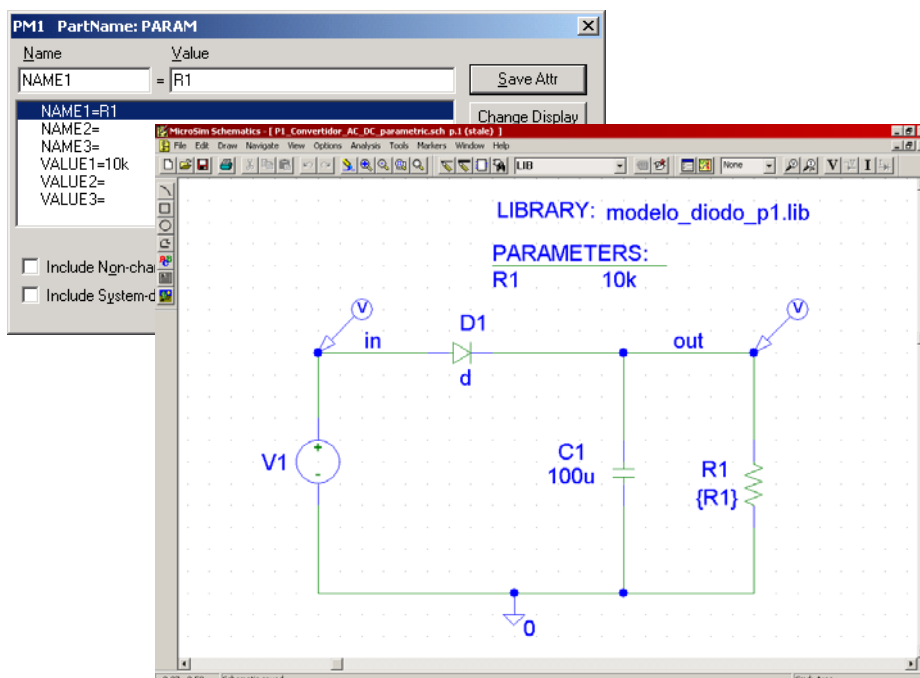 PM1 PartName: PARAM
Name Value
NAME1 = R1
Save Attr
NAME1=R1
NAME2=
NAME3=
VALUE1=10k
VALUE2=
VALUE3=
Change Display
Include Non-cha
Include System-d
MicroSim Schematics - [ P1_Convertidor_AC_DC_parametric.sch p.1 (stale) ]
File Edit Draw Navigate View Options Analysis Tools Markers Window Help
LIB
None
V
I
LIBRARY: modelo_diodo_p1.lib
PARAMETERS:
R1 10k
V
V
D1
in
out
d
V1
+
-
C1
100u
R1
{R1}
0